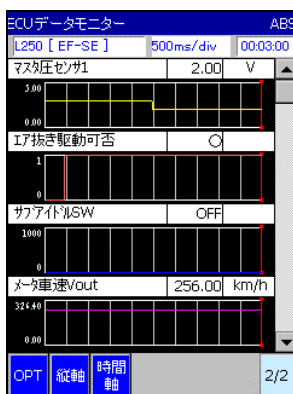 ECUデータモニター ABS
L250 [ EF-SE ] 500ms/div 00:03:00
マスタ圧センサ1 2.00 V
5.00
0.00
エア抜き駆動可否 ○
1
0
サブアイドルSW OFF
1000
0
メータ車速Vout 256.00 km/h
326.40
0.00
OPT 縦軸 時間軸 2/2